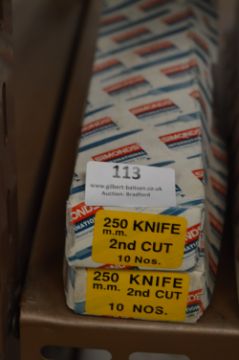 SIMONDS
113
www.gilbert-baitson.co.uk
Auction: Bradford
250 KNIFE
m.m.
2nd CUT
10 Nos.
250 KNIFE
m.m. 2nd CUT
10 NOS.